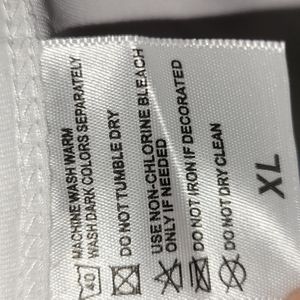 MACHINE WASH WARM
WASH DARK COLORS SEPARATELY
40
DO NOT TUMBLE DRY
USE NON-CHLORINE BLEACH
ONLY IF NEEDED
DO NOT IRON IF DECORATED
DO NOT DRY CLEAN
XL